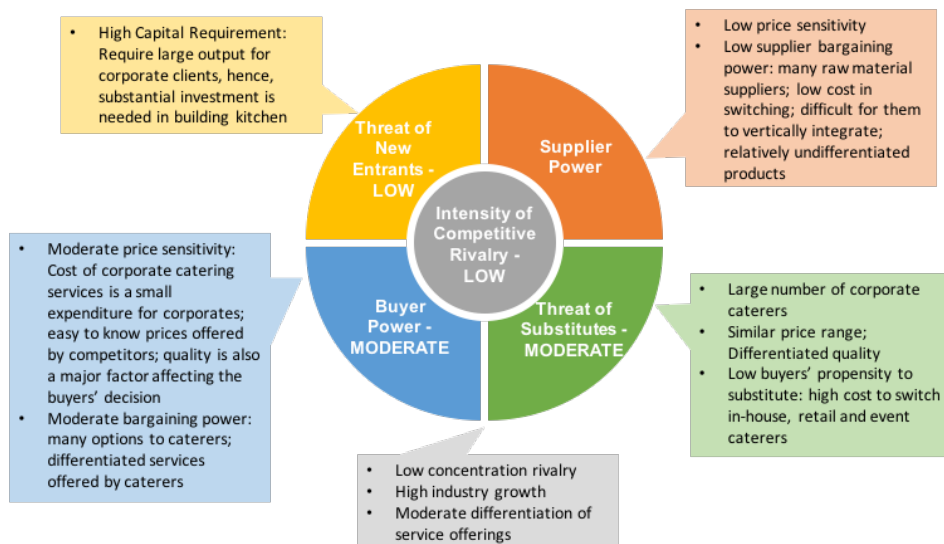 • High Capital Requirement:
Require large output for
corporate clients, hence,
substantial investment is
needed in building kitchen
• Low price sensitivity
• Low supplier bargaining
power: many raw material
suppliers; low cost in
switching; difficult for them
to vertically integrate;
relatively undifferentiated
products
Threat of
New
Entrants -
LOW
Supplier
Power
Intensity of
Competitive
Rivalry -
LOW
Buyer
Power -
MODERATE
Threat of
Substitutes -
MODERATE
• Moderate price sensitivity:
Cost of corporate catering
services is a small
expenditure for corporates;
easy to know prices offered
by competitors; quality is also
a major factor affecting the
buyers' decision
• Moderate bargaining power:
many options to caterers;
differentiated services
offered by caterers
• Large number of corporate
caterers
• Similar price range;
Differentiated quality
• Low buyers' propensity to
substitute: high cost to switch
in-house, retail and event
caterers
• Low concentration rivalry
• High industry growth
• Moderate differentiation of
service offerings